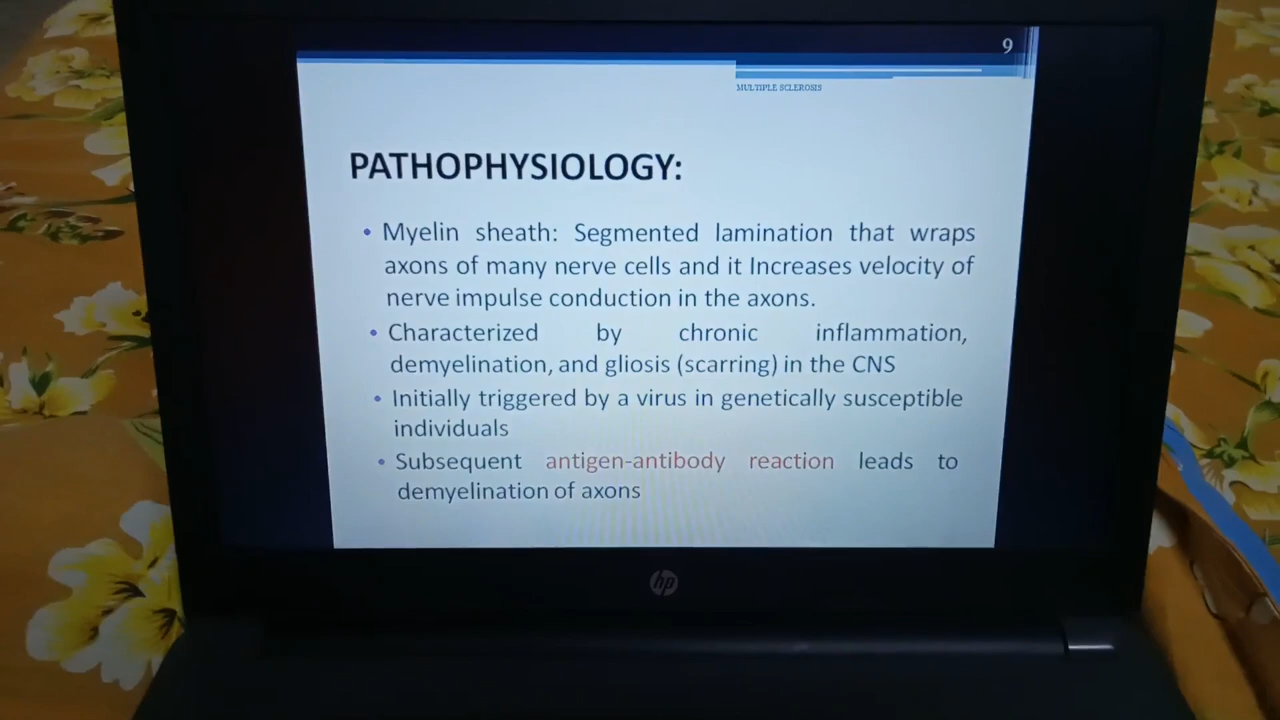 9
MULTIPLE SCLEROSIS
PATHOPHYSIOLOGY:
• Myelin sheath: Segmented lamination that wraps
axons of many nerve cells and it Increases velocity of
nerve impulse conduction in the axons.
• Characterized by chronic inflammation,
demyelination, and gliosis (scarring) in the CNS
• Initially triggered by a virus in genetically susceptible
individuals
• Subsequent antigen-antibody reaction leads to
demyelination of axons
hp